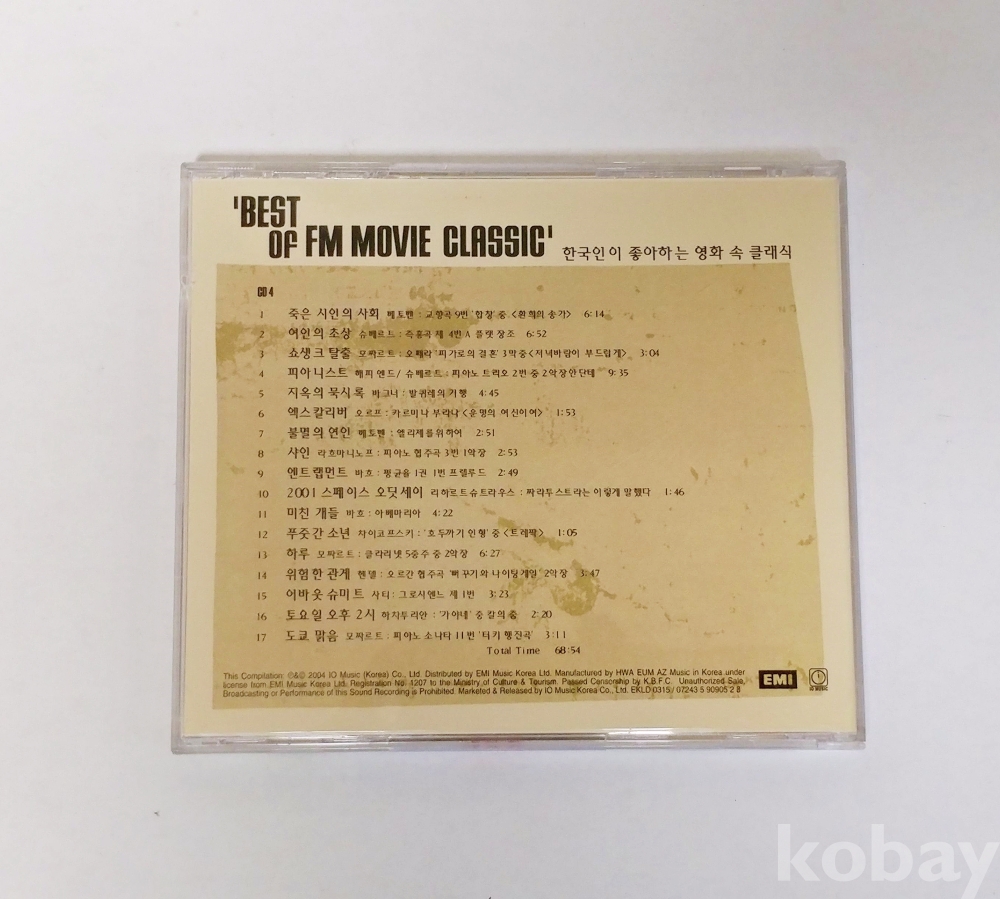 'BEST
OF FM MOVIE CLASSIC' 한국인이 좋아하는 영화 속 클래식
CD 4
1 죽은 시인의 사회 베토벤 : 교향곡 9번 '합창' 중 <환희의 송가> 6:14
2 여인의 초상 슈베르트 : 즉흥곡 제 4번 A 플랫 장조 6:52
3 쇼생크 탈출 모짜르트 : 오페라 '피가로의 결혼' 3막 중 <저녁바람이 부드럽게> 3:04
4 피아니스트 해피 엔드/ 슈베르트 : 피아노 트리오 2번 중 2악장 안단테 9:35
5 지옥의 묵시록 바그너 : 발퀴레의 기행 4:45
6 엑스칼리버 오르프 : 카르미나 부라나 <운명의 여신이여> 1:53
7 불멸의 연인 베토벤 : 엘리제를 위하여 2:51
8 샤인 라흐마니노프 : 피아노 협주곡 3번 1악장 2:53
9 엔트랩먼트 바흐 : 평균율 1권 1번 프렐루드 2:49
10 2001 스페이스 오딧세이 리하르트 슈트라우스 : 짜라투스트라는 이렇게 말했다 1:46
11 미친 개들 바흐 : 아베마리아 4:22
12 푸줏간 소년 차이코프스키 : '호두까기 인형' 중 <트레팍> 1:05
13 하루 모짜르트 : 클라리넷 5중주 중 2악장 6:27
14 위험한 관계 헨델 : 오르간 협주곡 '뻐꾸기와 나이팅게일' 2악장 3:47
15 어바웃 슈미트 사티 : 그로시엔느 제 1번 3:23
16 토요일 오후 2시 하차투리안 : '가이네' 중 칼의 춤 2:20
17 도쿄 맑음 모짜르트 : 피아노 소나타 11번 '터키 행진곡' 3:11
Total Time 68:54
This Compilation: ℗&© 2004 IO Music (Korea) Co., Ltd. Distributed by EMI Music Korea Ltd. Manufactured by HWA EUM AZ Music in Korea under
license from EMI Music Korea Ltd. Registration No. 1207 to the Ministry of Culture & Tourism. Passed Censorship by K.B.F.C. Unauthorized Sale,
Broadcasting or Performance of this Sound Recording is Prohibited. Marketed & Released by IO Music Korea Co., Ltd. EKLD 0315 / 07243 5 90905 2 8
EMI
IO MUSIC
kobay